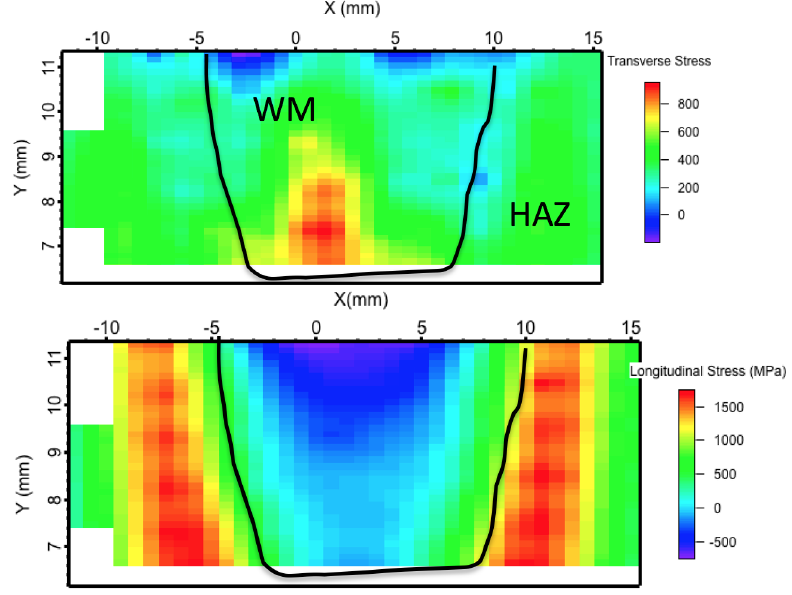 X (mm)
-10 -5 0 5 10 15
Transverse Stress
11
10
9
8
7
Y (mm)
WM
HAZ
800
600
400
200
0
X(mm)
-10 -5 0 5 10 15
Longitudinal Stress (MPa)
11
10
9
8
7
Y (mm)
1500
1000
500
0
-500